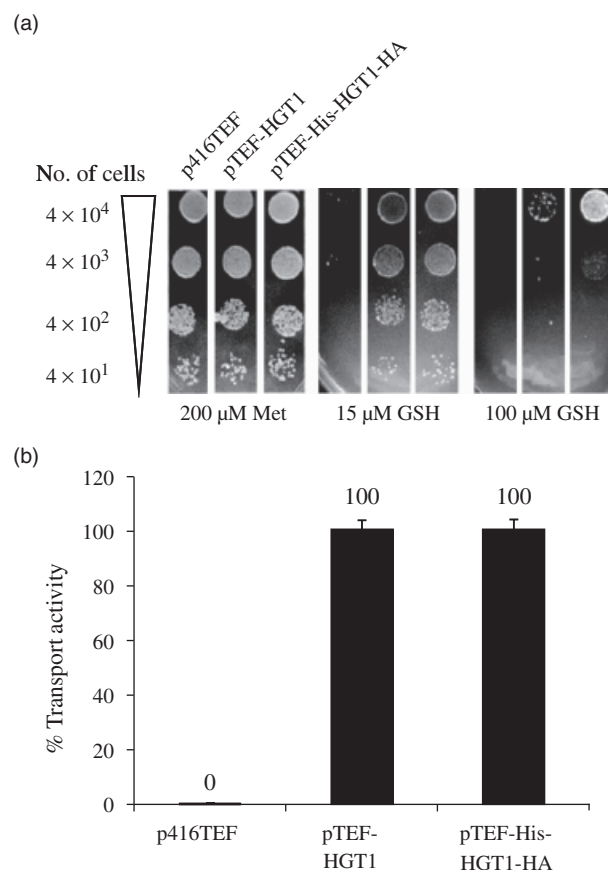 (a)
p416TEF
pTEF-HGT1
pTEF-His-HGT1-HA
No. of cells
4 × 10⁴
4 × 10³
4 × 10²
4 × 10¹
200 µM Met
15 µM GSH
100 µM GSH
(b)
% Transport activity
120
100
80
60
40
20
0
0
100
100
p416TEF
pTEF-
HGT1
pTEF-His-
HGT1-HA